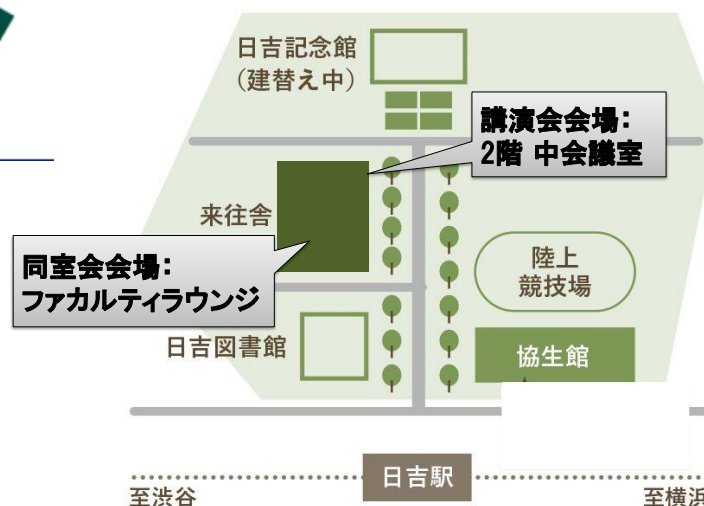 日吉記念館
（建替え中）
講演会会場：
2階 中会議室
来往舎
同室会会場：
ファカルティラウンジ
陸上
競技場
日吉図書館
協生館
日吉駅
至渋谷
至横浜